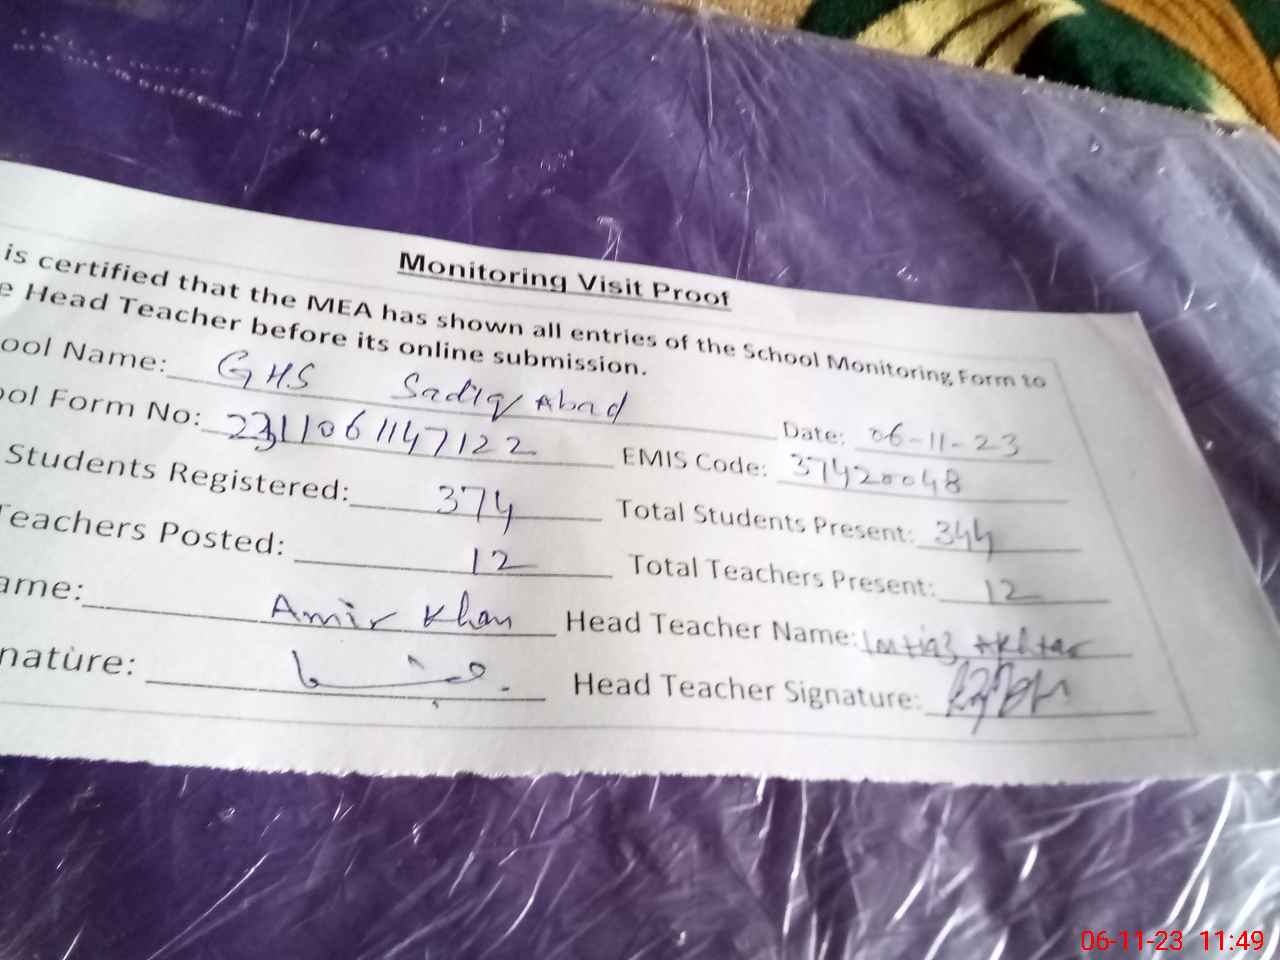 Monitoring Visit Proof
is certified that the MEA has shown all entries of the School Monitoring Form to
e Head Teacher before its online submission.
ool Name: GHS Sadiq Abad Date: 06-11-23
ool Form No: 2311061147122 EMIS Code: 37420048
Students Registered: 374 Total Students Present: 344
Teachers Posted: 12 Total Teachers Present: 12
ame: Amir Khan Head Teacher Name: Imtiaz Akhtar
nature: Head Teacher Signature:
06-11-23 11:49